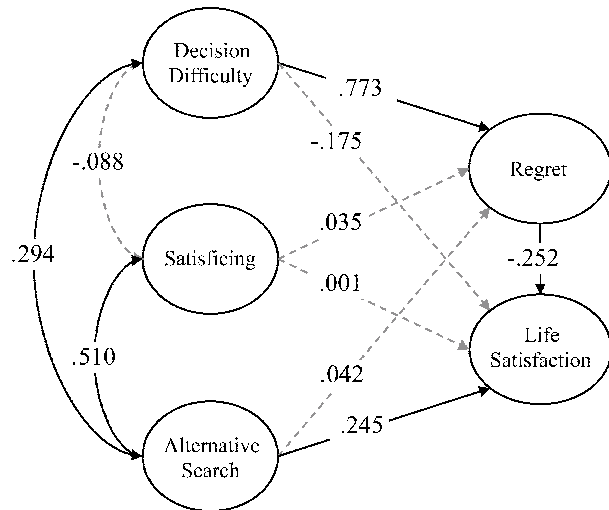 Decision
Difficulty
.773
-.175
-.088
Regret
.035
Satisficing
.294
-.252
.001
Life
Satisfaction
.510
.042
.245
Alternative
Search